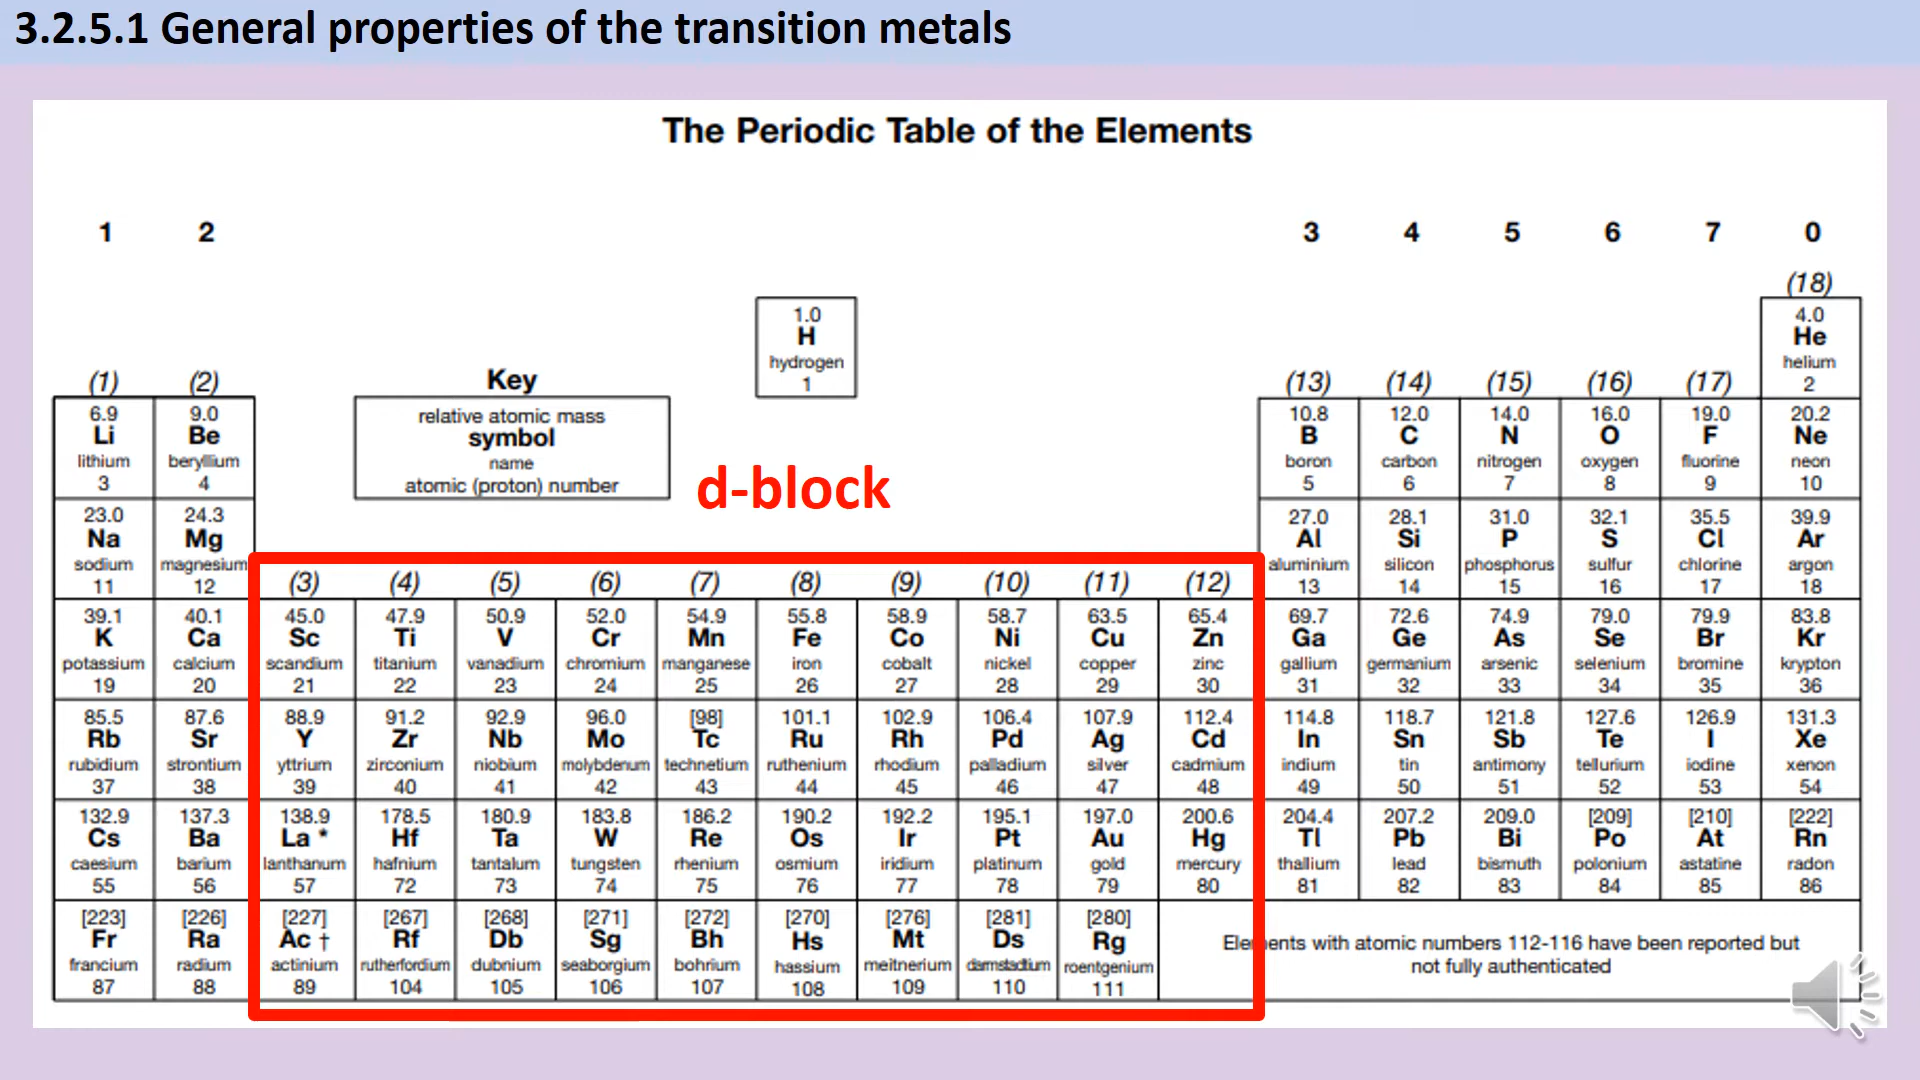 3.2.5.1 General properties of the transition metals
The Periodic Table of the Elements
1 2 3 4 5 6 7 0
(18)
1.0 4.0
H He
hydrogen helium
1 2
(1) (2) Key (13) (14) (15) (16) (17)
6.9 9.0 relative atomic mass 10.8 12.0 14.0 16.0 19.0 20.2
Li Be symbol B C N O F Ne
lithium beryllium name boron carbon nitrogen oxygen fluorine neon
3 4 atomic (proton) number 5 6 7 8 9 10
d-block
23.0 24.3 27.0 28.1 31.0 32.1 35.5 39.9
Na Mg Al Si P S Cl Ar
sodium magnesium aluminium silicon phosphorus sulfur chlorine argon
11 12 13 14 15 16 17 18
(3) (4) (5) (6) (7) (8) (9) (10) (11) (12)
39.1 40.1 45.0 47.9 50.9 52.0 54.9 55.8 58.9 58.7 63.5 65.4 69.7 72.6 74.9 79.0 79.9 83.8
K Ca Sc Ti V Cr Mn Fe Co Ni Cu Zn Ga Ge As Se Br Kr
potassium calcium scandium titanium vanadium chromium manganese iron cobalt nickel copper zinc gallium germanium arsenic selenium bromine krypton
19 20 21 22 23 24 25 26 27 28 29 30 31 32 33 34 35 36
85.5 87.6 88.9 91.2 92.9 96.0 [98] 101.1 102.9 106.4 107.9 112.4 114.8 118.7 121.8 127.6 126.9 131.3
Rb Sr Y Zr Nb Mo Tc Ru Rh Pd Ag Cd In Sn Sb Te I Xe
rubidium strontium yttrium zirconium niobium molybdenum technetium ruthenium rhodium palladium silver cadmium indium tin antimony tellurium iodine xenon
37 38 39 40 41 42 43 44 45 46 47 48 49 50 51 52 53 54
132.9 137.3 138.9 178.5 180.9 183.8 186.2 190.2 192.2 195.1 197.0 200.6 204.4 207.2 209.0 [209] [210] [222]
Cs Ba La * Hf Ta W Re Os Ir Pt Au Hg Tl Pb Bi Po At Rn
caesium barium lanthanum hafnium tantalum tungsten rhenium osmium iridium platinum gold mercury thallium lead bismuth polonium astatine radon
55 56 57 72 73 74 75 76 77 78 79 80 81 82 83 84 85 86
[223] [226] [227] [267] [268] [271] [272] [270] [276] [281] [280]
Fr Ra Ac † Rf Db Sg Bh Hs Mt Ds Rg
francium radium actinium rutherfordium dubnium seaborgium bohrium hassium meitnerium darmstadtium roentgenium
87 88 89 104 105 106 107 108 109 110 111
Elements with atomic numbers 112-116 have been reported but
not fully authenticated